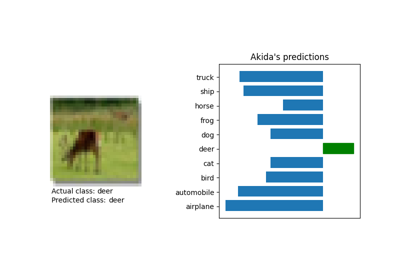 Akida's predictions
truck
ship
horse
frog
dog
deer
cat
bird
automobile
airplane
Actual class: deer
Predicted class: deer